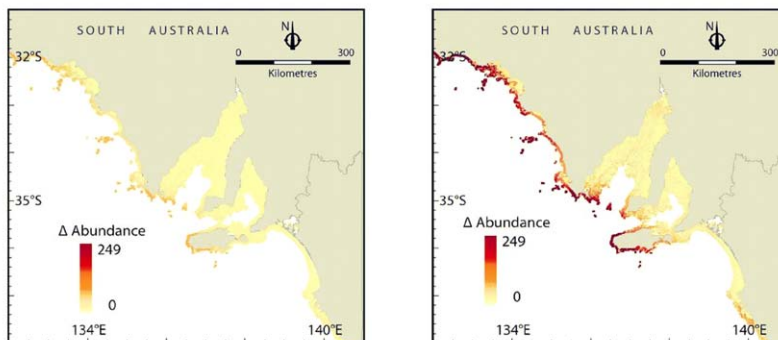 SOUTH AUSTRALIA
N
0 300
Kilometres
32°S
35°S
Δ Abundance
249
0
134°E 140°E
SOUTH AUSTRALIA
N
0 300
Kilometres
32°S
35°S
Δ Abundance
249
0
134°E 140°E